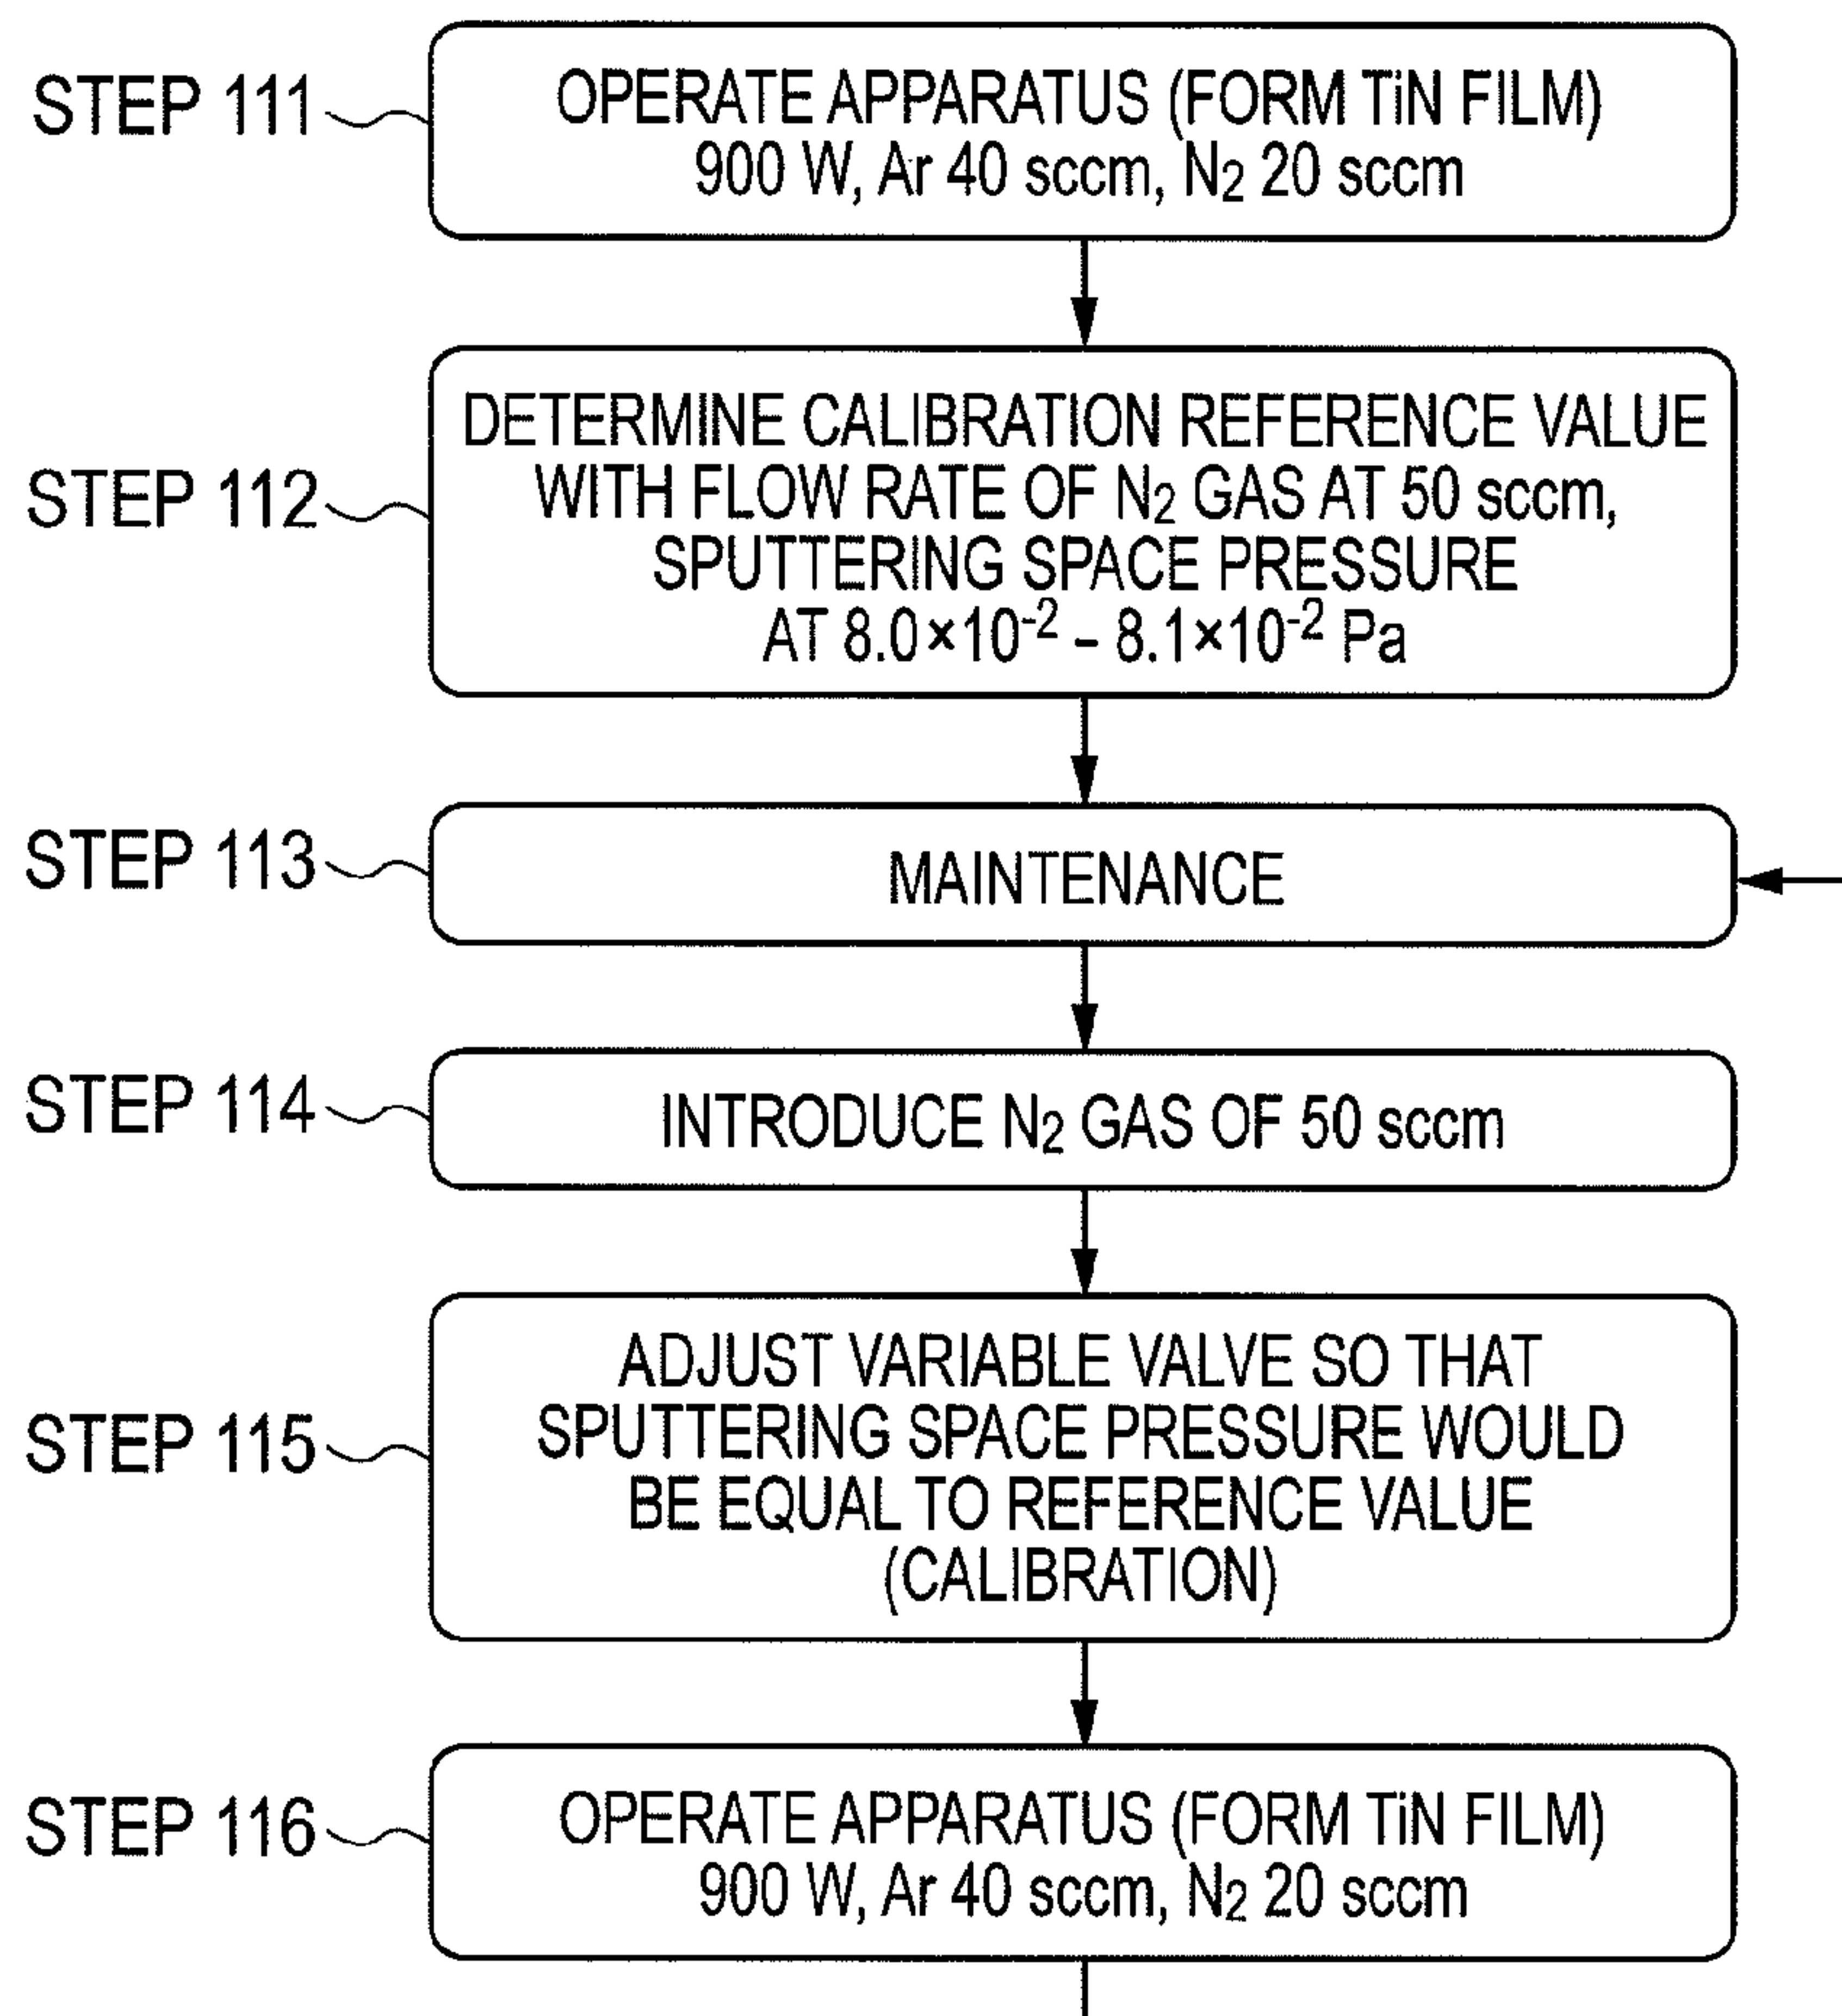 STEP 111
OPERATE APPARATUS (FORM TiN FILM)
900 W, Ar 40 sccm, N₂ 20 sccm
STEP 112
DETERMINE CALIBRATION REFERENCE VALUE
WITH FLOW RATE OF N₂ GAS AT 50 sccm,
SPUTTERING SPACE PRESSURE
AT 8.0×10⁻² - 8.1×10⁻² Pa
STEP 113
MAINTENANCE
STEP 114
INTRODUCE N₂ GAS OF 50 sccm
STEP 115
ADJUST VARIABLE VALVE SO THAT
SPUTTERING SPACE PRESSURE WOULD
BE EQUAL TO REFERENCE VALUE
(CALIBRATION)
STEP 116
OPERATE APPARATUS (FORM TiN FILM)
900 W, Ar 40 sccm, N₂ 20 sccm